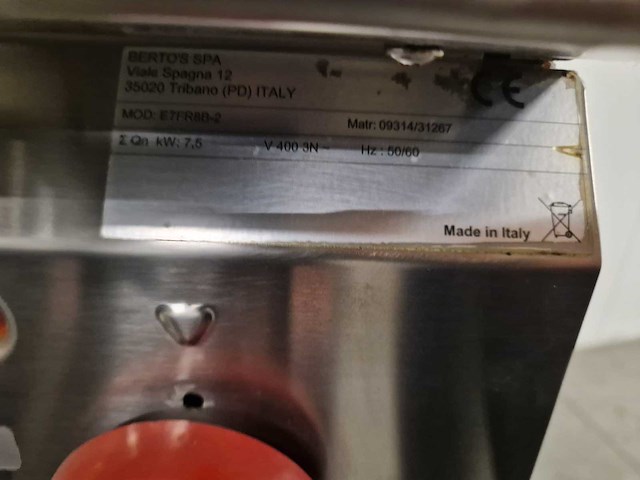 BERTO'S SPA
Viale Spagna 12
35020 Tribano (PD) ITALY
CE
MOD: E7FR8B-2 Matr: 09314/31267
Σ Qn kW: 7,5 V 400 3N ~ Hz : 50/60
Made in Italy